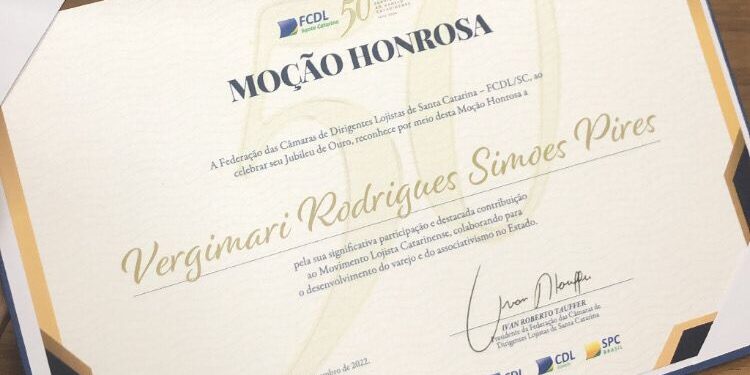 FCDL
Santa Catarina
50
MOÇÃO HONROSA
A Federação das Câmaras de Dirigentes Lojistas de Santa Catarina – FCDL/SC, ao
celebrar seu Jubileu de Ouro, reconhece por meio desta Moção Honrosa a
Vergimari Rodrigues Simoes Pires
pela sua significativa participação e destacada contribuição
ao Movimento Lojista Catarinense, colaborando para
o desenvolvimento do varejo e do associativismo no Estado.
Ivan Tauffer
IVAN ROBERTO TAUFFER
Presidente da Federação das Câmaras de
Dirigentes Lojistas de Santa Catarina
embro de 2022.
CDL
SPC
BRASIL